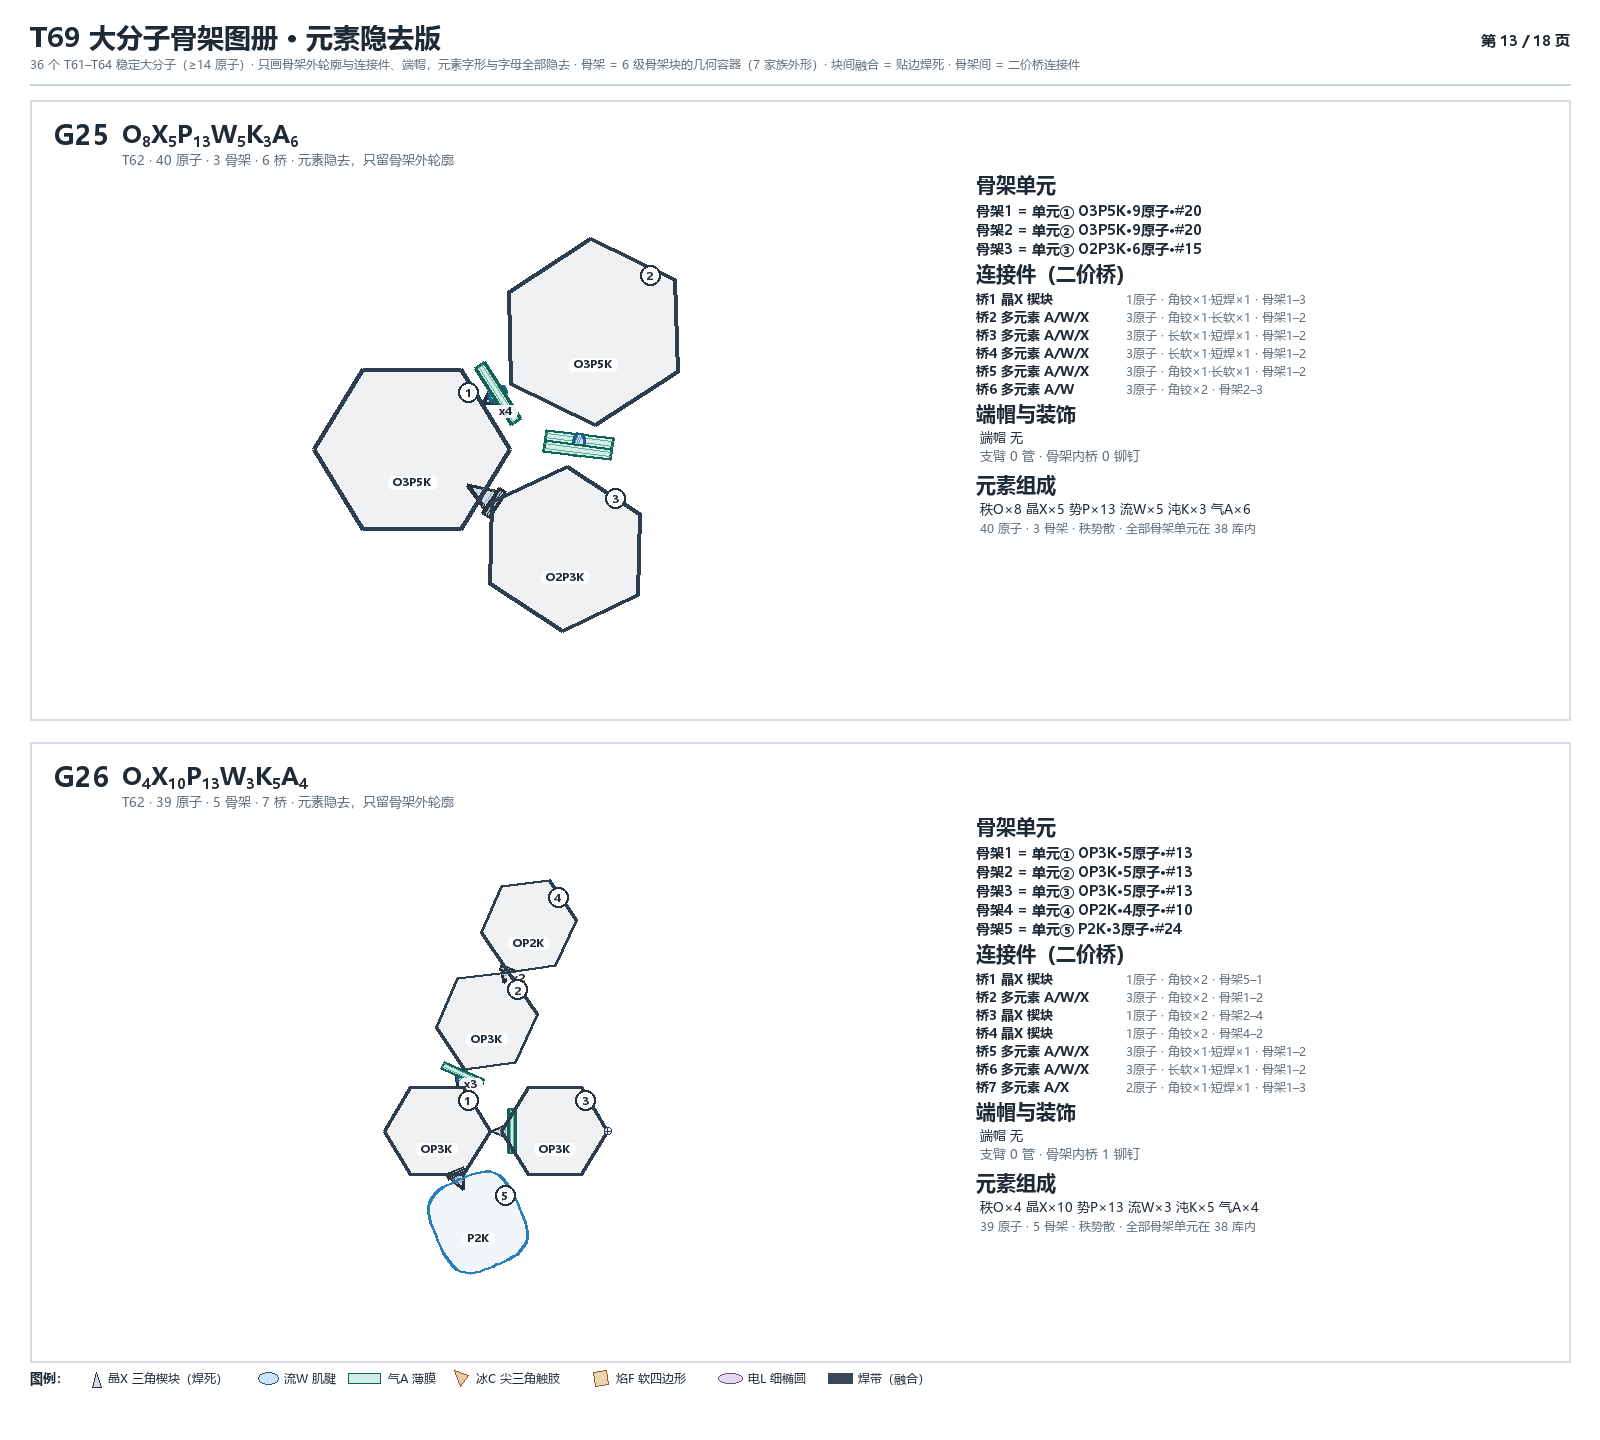 T69 大分子骨架图册 • 元素隐去版
第 13 / 18 页
36 个 T61–T64 稳定大分子（≥14 原子）· 只画骨架外轮廓与连接件、端帽，元素字形与字母全部隐去 · 骨架 = 6 级骨架块的几何容器（7 家族外形）· 块间融合 = 贴边焊死 · 骨架间 = 二价桥连接件
G25 O₈X₅P₁₃W₅K₃A₆
T62 · 40 原子 · 3 骨架 · 6 桥 · 元素隐去，只留骨架外轮廓
2
O3P5K
1
x4
O3P5K
3
O2P3K
骨架单元
骨架1 = 单元① O3P5K•9原子•#20
骨架2 = 单元② O3P5K•9原子•#20
骨架3 = 单元③ O2P3K•6原子•#15
连接件（二价桥）
桥1 晶X 楔块 1原子 · 角铰×1·短焊×1 · 骨架1–3
桥2 多元素 A/W/X 3原子 · 角铰×1·长软×1 · 骨架1–2
桥3 多元素 A/W/X 3原子 · 长软×1·短焊×1 · 骨架1–2
桥4 多元素 A/W/X 3原子 · 长软×1·短焊×1 · 骨架1–2
桥5 多元素 A/W/X 3原子 · 角铰×1·长软×1 · 骨架1–2
桥6 多元素 A/W 3原子 · 角铰×2 · 骨架2–3
端帽与装饰
端帽 无
支臂 0 管 · 骨架内桥 0 铆钉
元素组成
秩O×8 晶X×5 势P×13 流W×5 沌K×3 气A×6
40 原子 · 3 骨架 · 秩势散 · 全部骨架单元在 38 库内
G26 O₄X₁₀P₁₃W₃K₅A₄
T62 · 39 原子 · 5 骨架 · 7 桥 · 元素隐去，只留骨架外轮廓
4
OP2K
2
OP3K
x3
1
3
OP3K
OP3K
5
P2K
骨架单元
骨架1 = 单元① OP3K•5原子•#13
骨架2 = 单元② OP3K•5原子•#13
骨架3 = 单元③ OP3K•5原子•#13
骨架4 = 单元④ OP2K•4原子•#10
骨架5 = 单元⑤ P2K•3原子•#24
连接件（二价桥）
桥1 晶X 楔块 1原子 · 角铰×2 · 骨架5–1
桥2 多元素 A/W/X 3原子 · 角铰×2 · 骨架1–2
桥3 晶X 楔块 1原子 · 角铰×2 · 骨架2–4
桥4 晶X 楔块 1原子 · 角铰×2 · 骨架4–2
桥5 多元素 A/W/X 3原子 · 角铰×1·短焊×1 · 骨架1–2
桥6 多元素 A/W/X 3原子 · 长软×1·短焊×1 · 骨架1–2
桥7 多元素 A/X 2原子 · 角铰×1·短焊×1 · 骨架1–3
端帽与装饰
端帽 无
支臂 0 管 · 骨架内桥 1 铆钉
元素组成
秩O×4 晶X×10 势P×13 流W×3 沌K×5 气A×4
39 原子 · 5 骨架 · 秩势散 · 全部骨架单元在 38 库内
图例： 晶X 三角楔块（焊死） 流W 肌腱 气A 薄膜 冰C 尖三角触肢 焰F 软四边形 电L 细椭圆 焊带（融合）